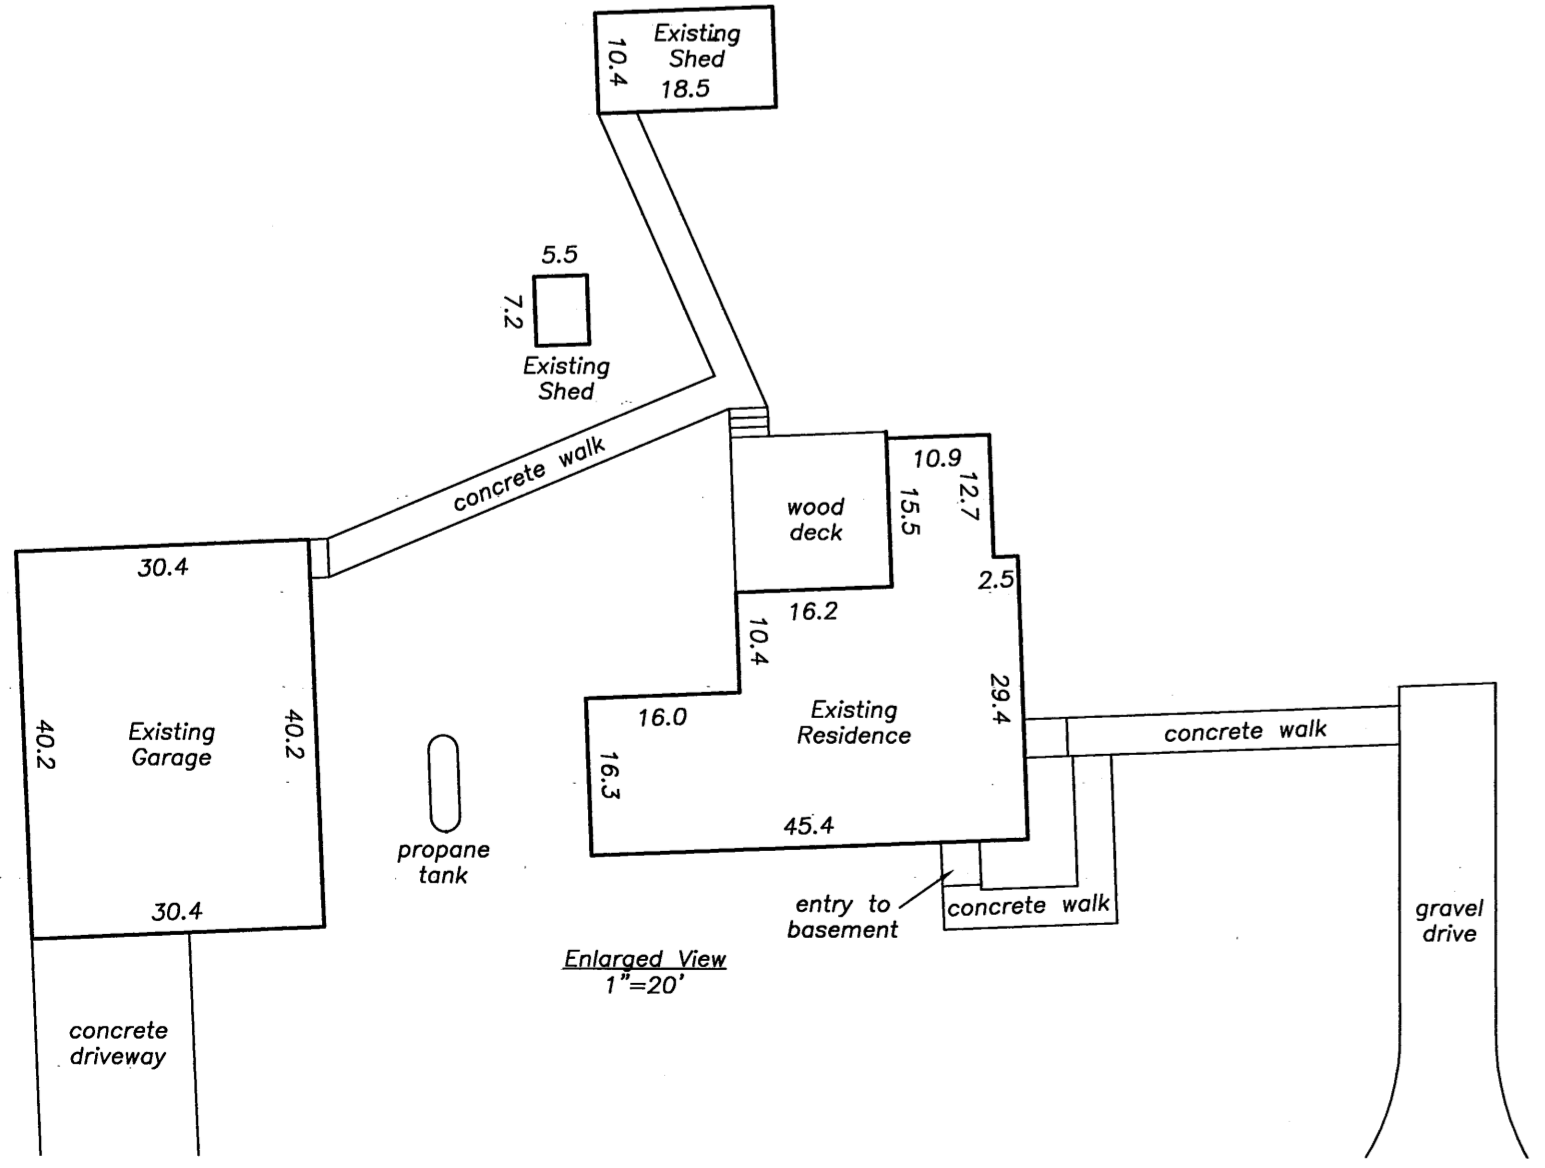 Existing
Shed
10.4
18.5
5.5
7.2
Existing
Shed
concrete walk
wood
deck
10.9
12.7
15.5
2.5
16.2
10.4
29.4
16.0
16.3
Existing
Residence
45.4
30.4
40.2
Existing
Garage
40.2
30.4
propane
tank
concrete walk
entry to
basement
concrete walk
gravel
drive
Enlarged View
1"=20'
concrete
driveway